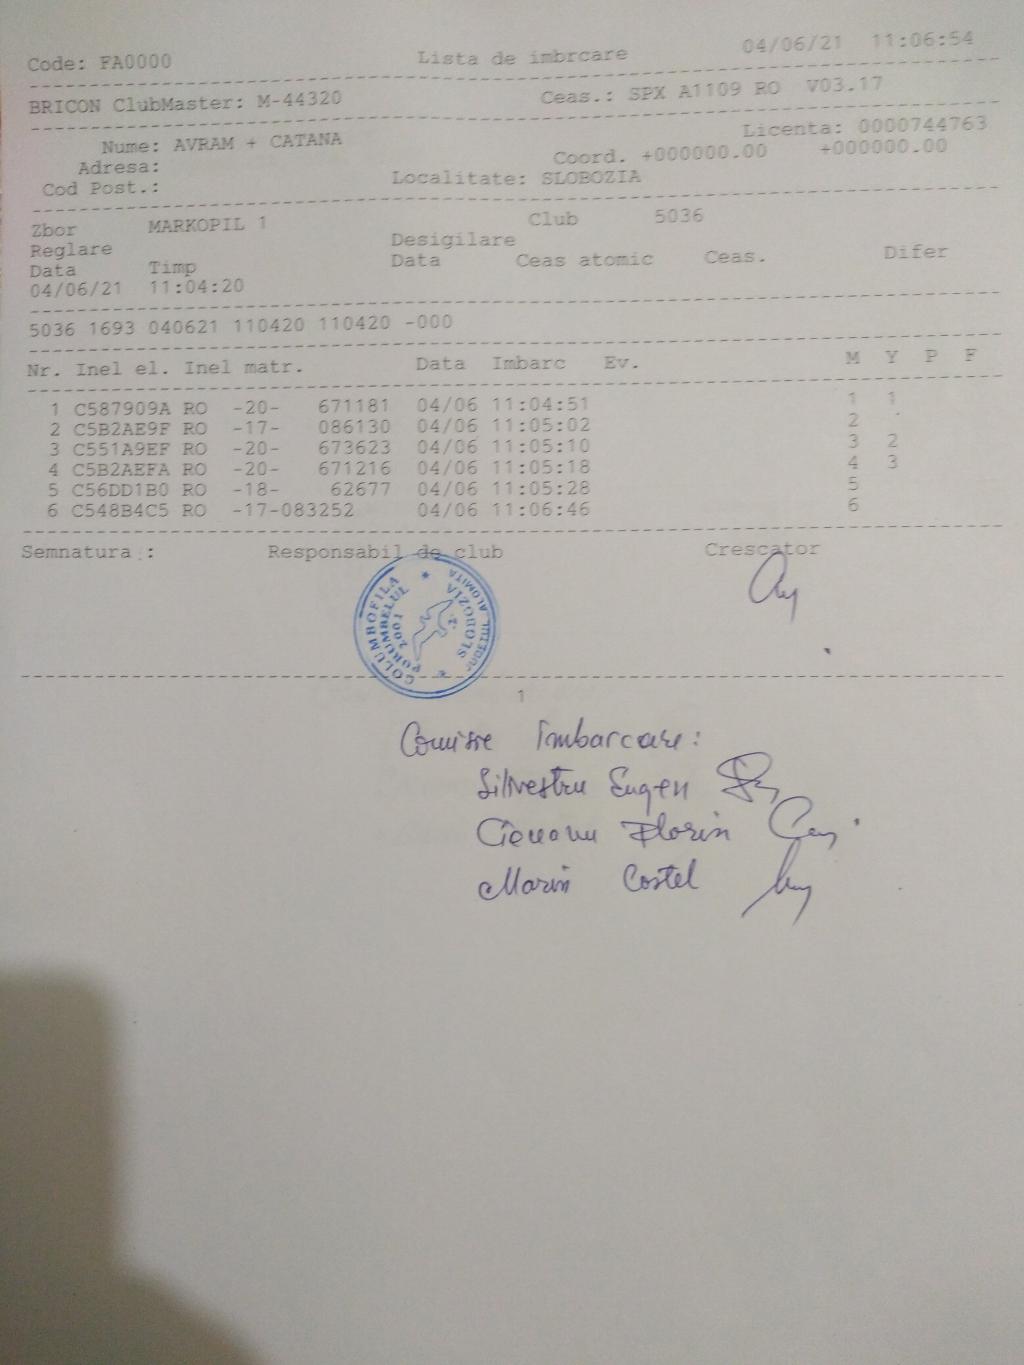 Code: FA0000 Lista de imbrcare 04/06/21 11:06:54
BRICON ClubMaster: M-44320 Ceas.: SPX A1109 RO V03.17
Nume: AVRAM + CATANA Licenta: 0000744763
Adresa: Coord. +000000.00 +000000.00
Cod Post.: Localitate: SLOBOZIA
Zbor MARKOPIL 1 Club 5036
Reglare Desigilare
Data Timp Data Ceas atomic Ceas. Difer
04/06/21 11:04:20
5036 1693 040621 110420 110420 -000
Nr. Inel el. Inel matr. Data Imbarc Ev. M Y P F
1 C587909A RO -20- 671181 04/06 11:04:51 1 1
2 C5B2AE9F RO -17- 086130 04/06 11:05:02 2
3 C551A9EF RO -20- 673623 04/06 11:05:10 3 2
4 C5B2AEFA RO -20- 671216 04/06 11:05:18 4 3
5 C56DD1B0 RO -18- 62677 04/06 11:05:28 5
6 C548B4C5 RO -17-083252 04/06 11:06:46 6
Semnatura : Responsabil de club Crescator
COLUMBOFILA
PORUMBELUL
2001
SLOBOZIA
JUDETUL IALOMITA
1
Comisie Imbarcare:
Silvestru Eugen
Florin
Marin Costel